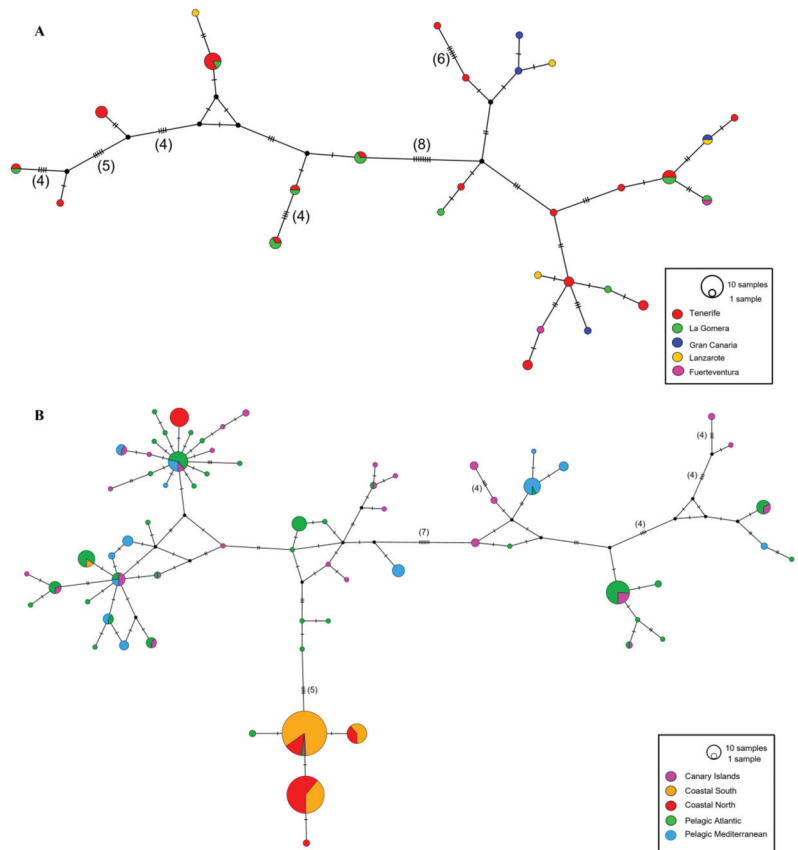 A
(6)
(8)
(4)
(5)
(4)
(4)
10 samples
1 sample
Tenerife
La Gomera
Gran Canaria
Lanzarote
Fuerteventura
B
(4)
(4)
(4)
(4)
(7)
(5)
10 samples
1 sample
Canary Islands
Coastal South
Coastal North
Pelagic Atlantic
Pelagic Mediterranean